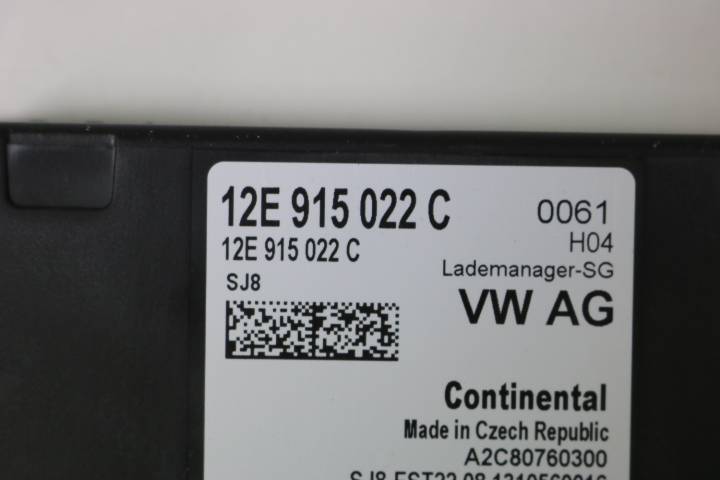 12E 915 022 C
0061
12E 915 022 C
H04
SJ8
Lademanager-SG
VW AG
Continental
Made in Czech Republic
A2C80760300